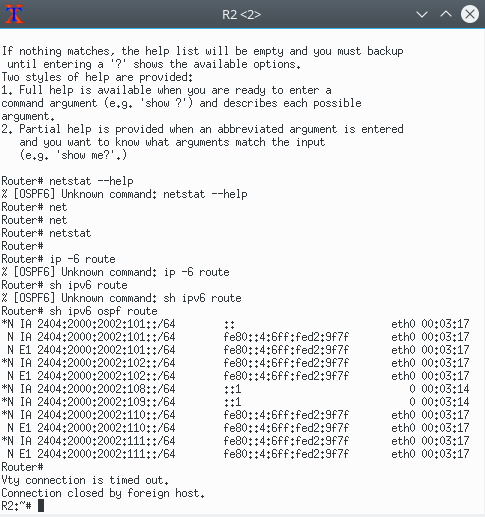 R2 <2>
If nothing matches, the help list will be empty and you must backup
until entering a '?' shows the available options.
Two styles of help are provided:
1. Full help is available when you are ready to enter a
command argument (e.g. 'show ?') and describes each possible
argument.
2. Partial help is provided when an abbreviated argument is entered
and you want to know what arguments match the input
(e.g. 'show me?'.)
Router# netstat --help
% [OSPF6] Unknown command: netstat --help
Router# net
Router# net
Router# netstat
Router#
Router# ip -6 route
% [OSPF6] Unknown command: ip -6 route
Router# sh ipv6 route
% [OSPF6] Unknown command: sh ipv6 route
Router# sh ipv6 ospf route
*N IA 2404:2000:2002:101::/64 :: eth0 00:03:17
N IA 2404:2000:2002:101::/64 fe80::4:6ff:fed2:9f7f eth0 00:03:17
N E1 2404:2000:2002:101::/64 fe80::4:6ff:fed2:9f7f eth0 00:03:17
*N IA 2404:2000:2002:102::/64 fe80::4:6ff:fed2:9f7f eth0 00:03:17
N E1 2404:2000:2002:102::/64 fe80::4:6ff:fed2:9f7f eth0 00:03:17
*N IA 2404:2000:2002:108::/64 ::1 0 00:03:14
*N IA 2404:2000:2002:109::/64 ::1 0 00:03:14
*N IA 2404:2000:2002:110::/64 fe80::4:6ff:fed2:9f7f eth0 00:03:17
N E1 2404:2000:2002:110::/64 fe80::4:6ff:fed2:9f7f eth0 00:03:17
*N IA 2404:2000:2002:111::/64 fe80::4:6ff:fed2:9f7f eth0 00:03:17
N E1 2404:2000:2002:111::/64 fe80::4:6ff:fed2:9f7f eth0 00:03:17
Router#
Vty connection is timed out.
Connection closed by foreign host.
R2:~#